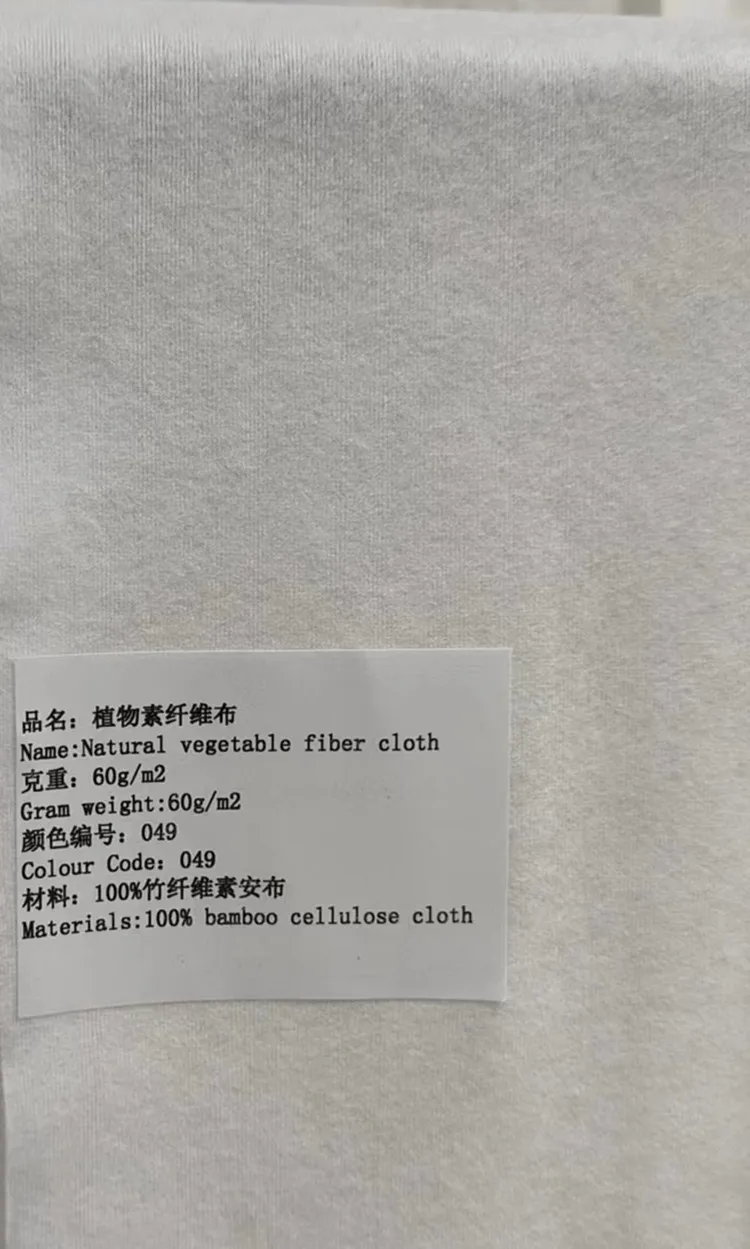 品名：植物素纤维布
Name:Natural vegetable fiber cloth
克重：60g/m2
Gram weight:60g/m2
颜色编号：049
Colour Code：049
材料：100%竹纤维素安布
Materials:100% bamboo cellulose cloth